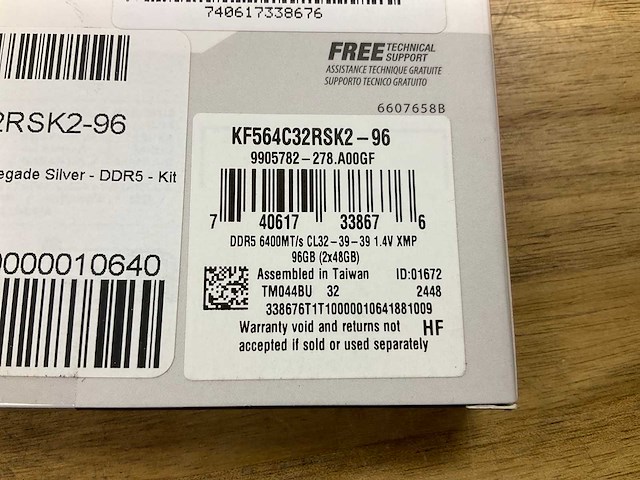 740617338676
FREE TECHNICAL SUPPORT
ASSISTANCE TECHNIQUE GRATUITE
SUPPORTO TECNICO GRATUITO
6607658B
2RSK2-96
egade Silver - DDR5 - Kit
0000010640
KF564C32RSK2-96
9905782-278.A00GF
7 40617 33867 6
DDR5 6400MT/s CL32-39-39 1.4V XMP
96GB (2x48GB)
Assembled in Taiwan ID:01672
TM044BU 32 2448
338676T1T10000010641881009
Warranty void and returns not
accepted if sold or used separately HF